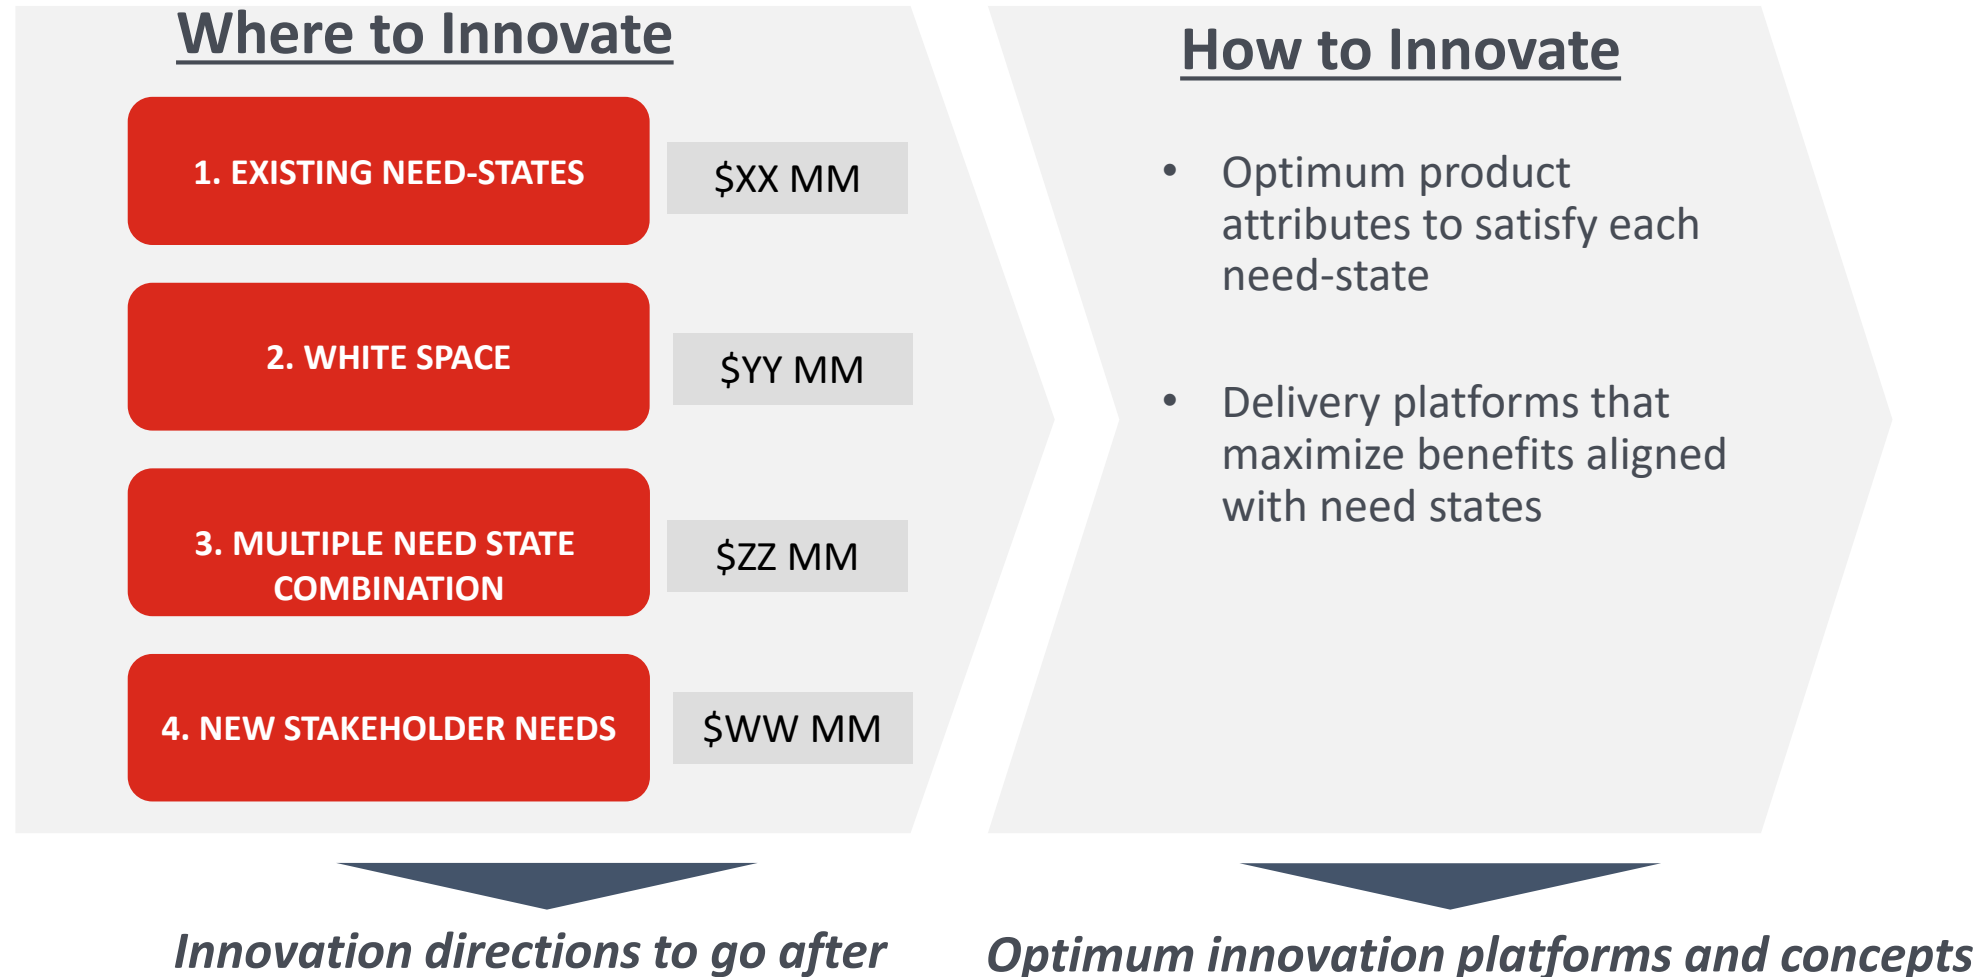 Where to Innovate
1. EXISTING NEED-STATES
$XX MM
2. WHITE SPACE
$YY MM
3. MULTIPLE NEED STATE
COMBINATION
$ZZ MM
4. NEW STAKEHOLDER NEEDS
$WW MM
Innovation directions to go after
How to Innovate
• Optimum product
attributes to satisfy each
need-state
• Delivery platforms that
maximize benefits aligned
with need states
Optimum innovation platforms and concepts